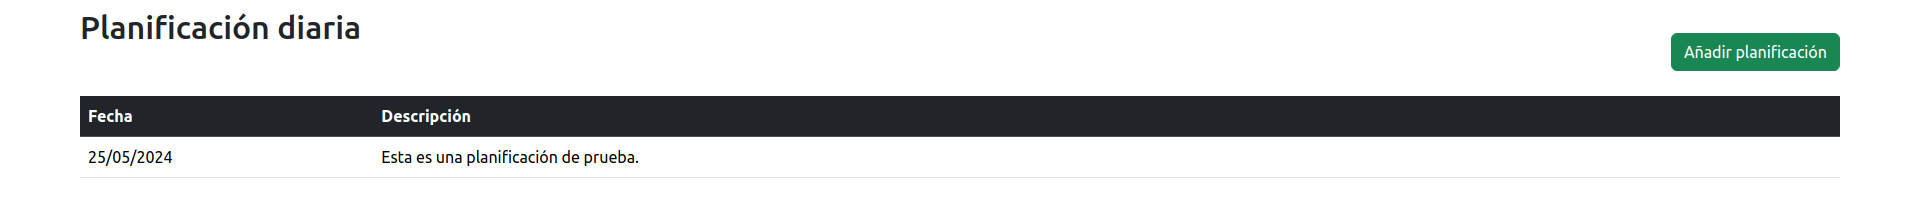 Planificación diaria
Añadir planificación
Fecha Descripción
25/05/2024 Esta es una planificación de prueba.